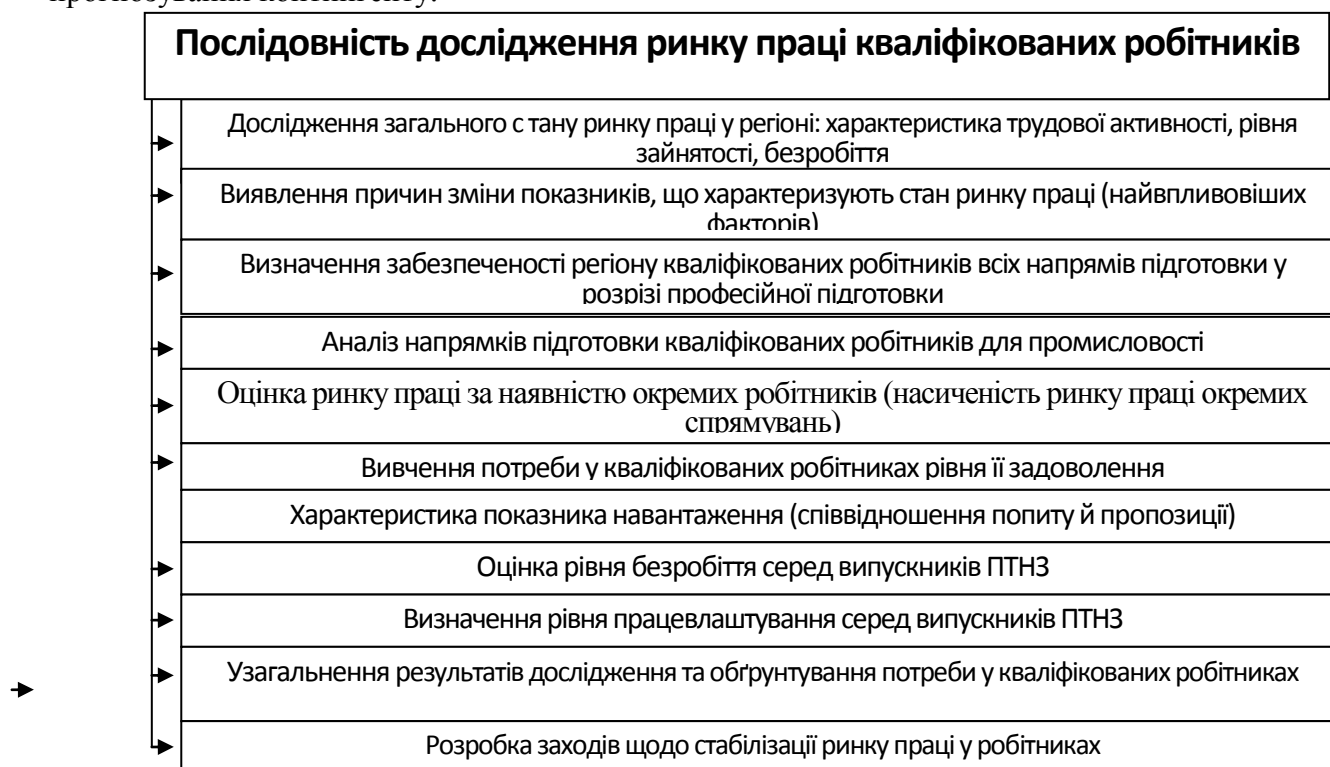 прогнозування контингенту.
Послідовність дослідження ринку праці кваліфікованих робітників
Дослідження загального с тану ринку праці у регіоні: характеристика трудової активності, рівня
зайнятості, безробіття
Виявлення причин зміни показників, що характеризують стан ринку праці (найвпливовіших
факторів)
Визначення забезпеченості регіону кваліфікованих робітників всіх напрямів підготовки у
розрізі професійної підготовки
Аналіз напрямків підготовки кваліфікованих робітників для промисловості
Оцінка ринку праці за наявністю окремих робітників (насиченість ринку праці окремих
спрямувань)
Вивчення потреби у кваліфікованих робітниках рівня її задоволення
Характеристика показника навантаження (співвідношення попиту й пропозиції)
Оцінка рівня безробіття серед випускників ПТНЗ
Визначення рівня працевлаштування серед випускників ПТНЗ
Узагальнення результатів дослідження та обґрунтування потреби у кваліфікованих робітниках
Розробка заходів щодо стабілізації ринку праці у робітниках